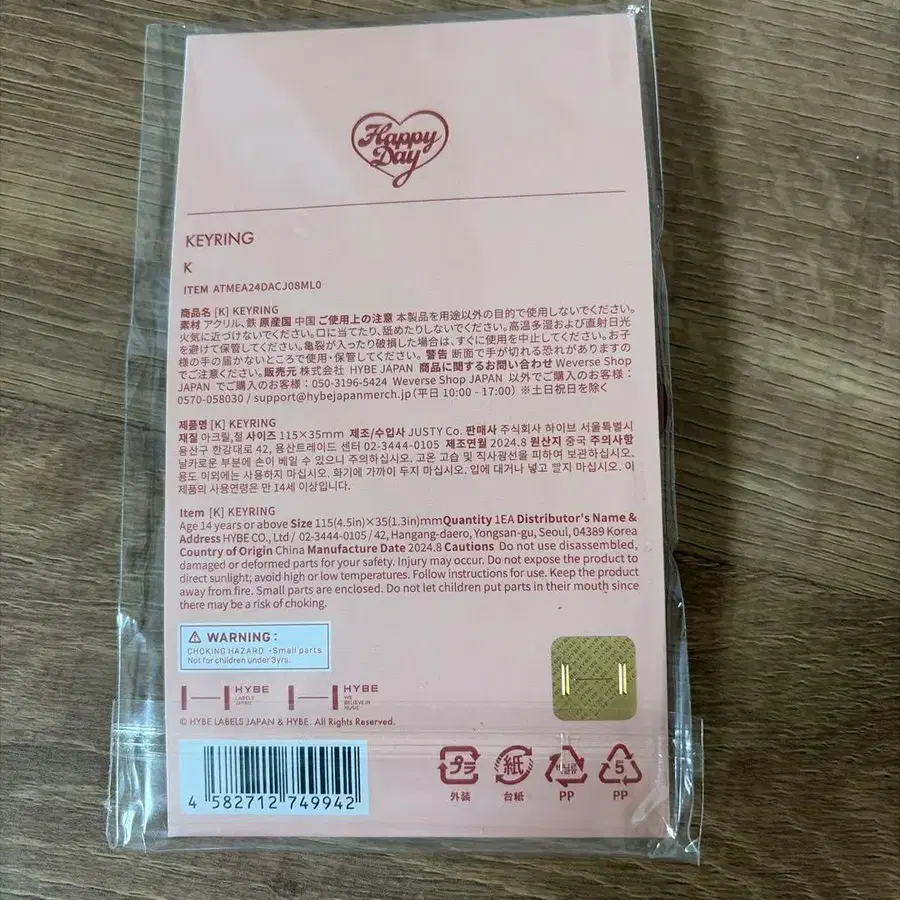 Happy
Day
KEYRING
K
ITEM ATMEA24DACJ08ML0
商品名 [K] KEYRING
素材 アクリル、鉄 原産国 中国 ご使用上の注意 本製品を用途以外の目的で使用しないでください。
火気に近づけないでください。口に当てたり、舐めたりしないでください。高温多湿および直射日光
を避けて保管してください。亀裂が入ったり破損した場合は、すぐに使用を中止してください。お子
様の手の届かないところで使用・保管してください。 警告 断面で手が切れる恐れがありますの
でご注意ください。販売元 株式会社 HYBE JAPAN 商品に関するお問い合わせ Weverse Shop
JAPAN でご購入のお客様：050-3196-5424 Weverse Shop JAPAN 以外でご購入のお客様：
0570-058030 / support@hybejapanmerch.jp（平日 10:00 - 17:00） ※土日祝日を除く
제품명 [K] KEYRING
재질 아크릴,철 사이즈 115×35mm 제조/수입사 JUSTY Co. 판매사 주식회사 하이브 서울특별시
용산구 한강대로 42, 용산트레이드 센터 02-3444-0105 제조연월 2024.8 원산지 중국 주의사항
날카로운 부분에 손이 베일 수 있으니 주의하십시오. 고온 고습 및 직사광선을 피하여 보관하십시오.
용도 이외에는 사용하지 마십시오. 화기에 가까이 두지 마십시오. 입에 대거나 넣고 빨지 마십시오. 이
제품의 사용연령은 만 14세 이상입니다.
Item [K] KEYRING
Age 14 years or above Size 115(4.5in)×35(1.3in)mm Quantity 1EA Distributor's Name &
Address HYBE CO., Ltd / 02-3444-0105 / 42, Hangang-daero, Yongsan-gu, Seoul, 04389 Korea
Country of Origin China Manufacture Date 2024.8 Cautions Do not use disassembled,
damaged or deformed parts for your safety. Injury may occur. Do not expose the product to
direct sunlight; avoid high or low temperatures. Follow instructions for use. Keep the product
away from fire. Small parts are enclosed. Do not let children put parts in their mouth since
there may be a risk of choking.
WARNING :
CHOKING HAZARD -Small parts
Not for children under 3yrs.
HYBE LABELS JAPAN
HYBE WE BELIEVE IN MUSIC
© HYBE LABELS JAPAN & HYBE. All Rights Reserved.
4 582712 749942
プラ 紙 비닐류 5
外装 台紙 PP PP